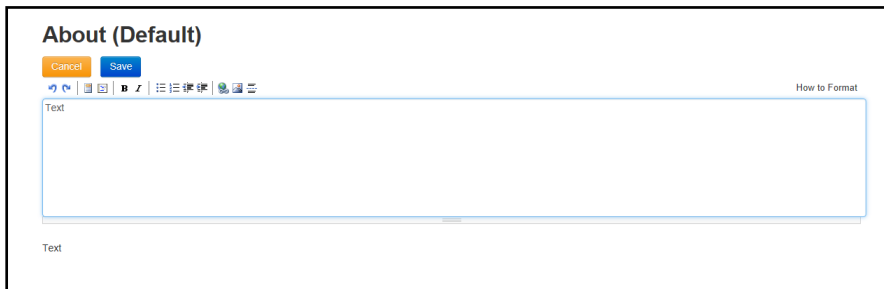 About (Default)
Cancel Save
B I How to Format
Text
Text